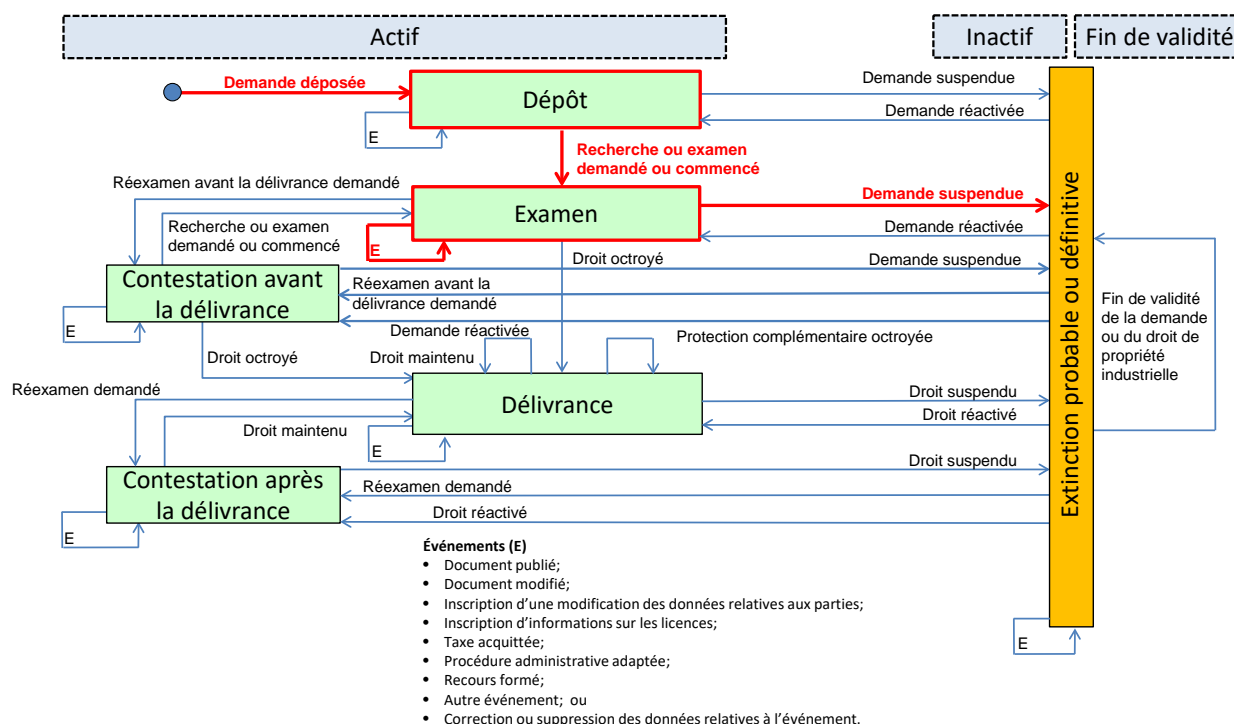 Actif
Inactif
Fin de validité
Demande déposée
Dépôt
Demande suspendue
Demande réactivée
E
Recherche ou examen
demandé ou commencé
Réexamen avant la délivrance demandé
Examen
Demande suspendue
Recherche ou examen
demandé ou commencé
E
Demande réactivée
Droit octroyé
Demande suspendue
Contestation avant
la délivrance
Réexamen avant la
délivrance demandé
E
Demande réactivée
Protection complémentaire octroyée
Droit octroyé
Droit maintenu
Fin de validité
de la demande
ou du droit de
propriété
industrielle
Extinction probable ou définitive
Réexamen demandé
Délivrance
Droit suspendu
Droit réactivé
Droit maintenu
E
Droit suspendu
Contestation après
la délivrance
Réexamen demandé
Droit réactivé
E
Événements (E)
• Document publié;
• Document modifié;
• Inscription d’une modification des données relatives aux parties;
• Inscription d’informations sur les licences;
• Taxe acquittée;
• Procédure administrative adaptée;
• Recours formé;
• Autre événement; ou
• Correction ou suppression des données relatives à l’événement.
E